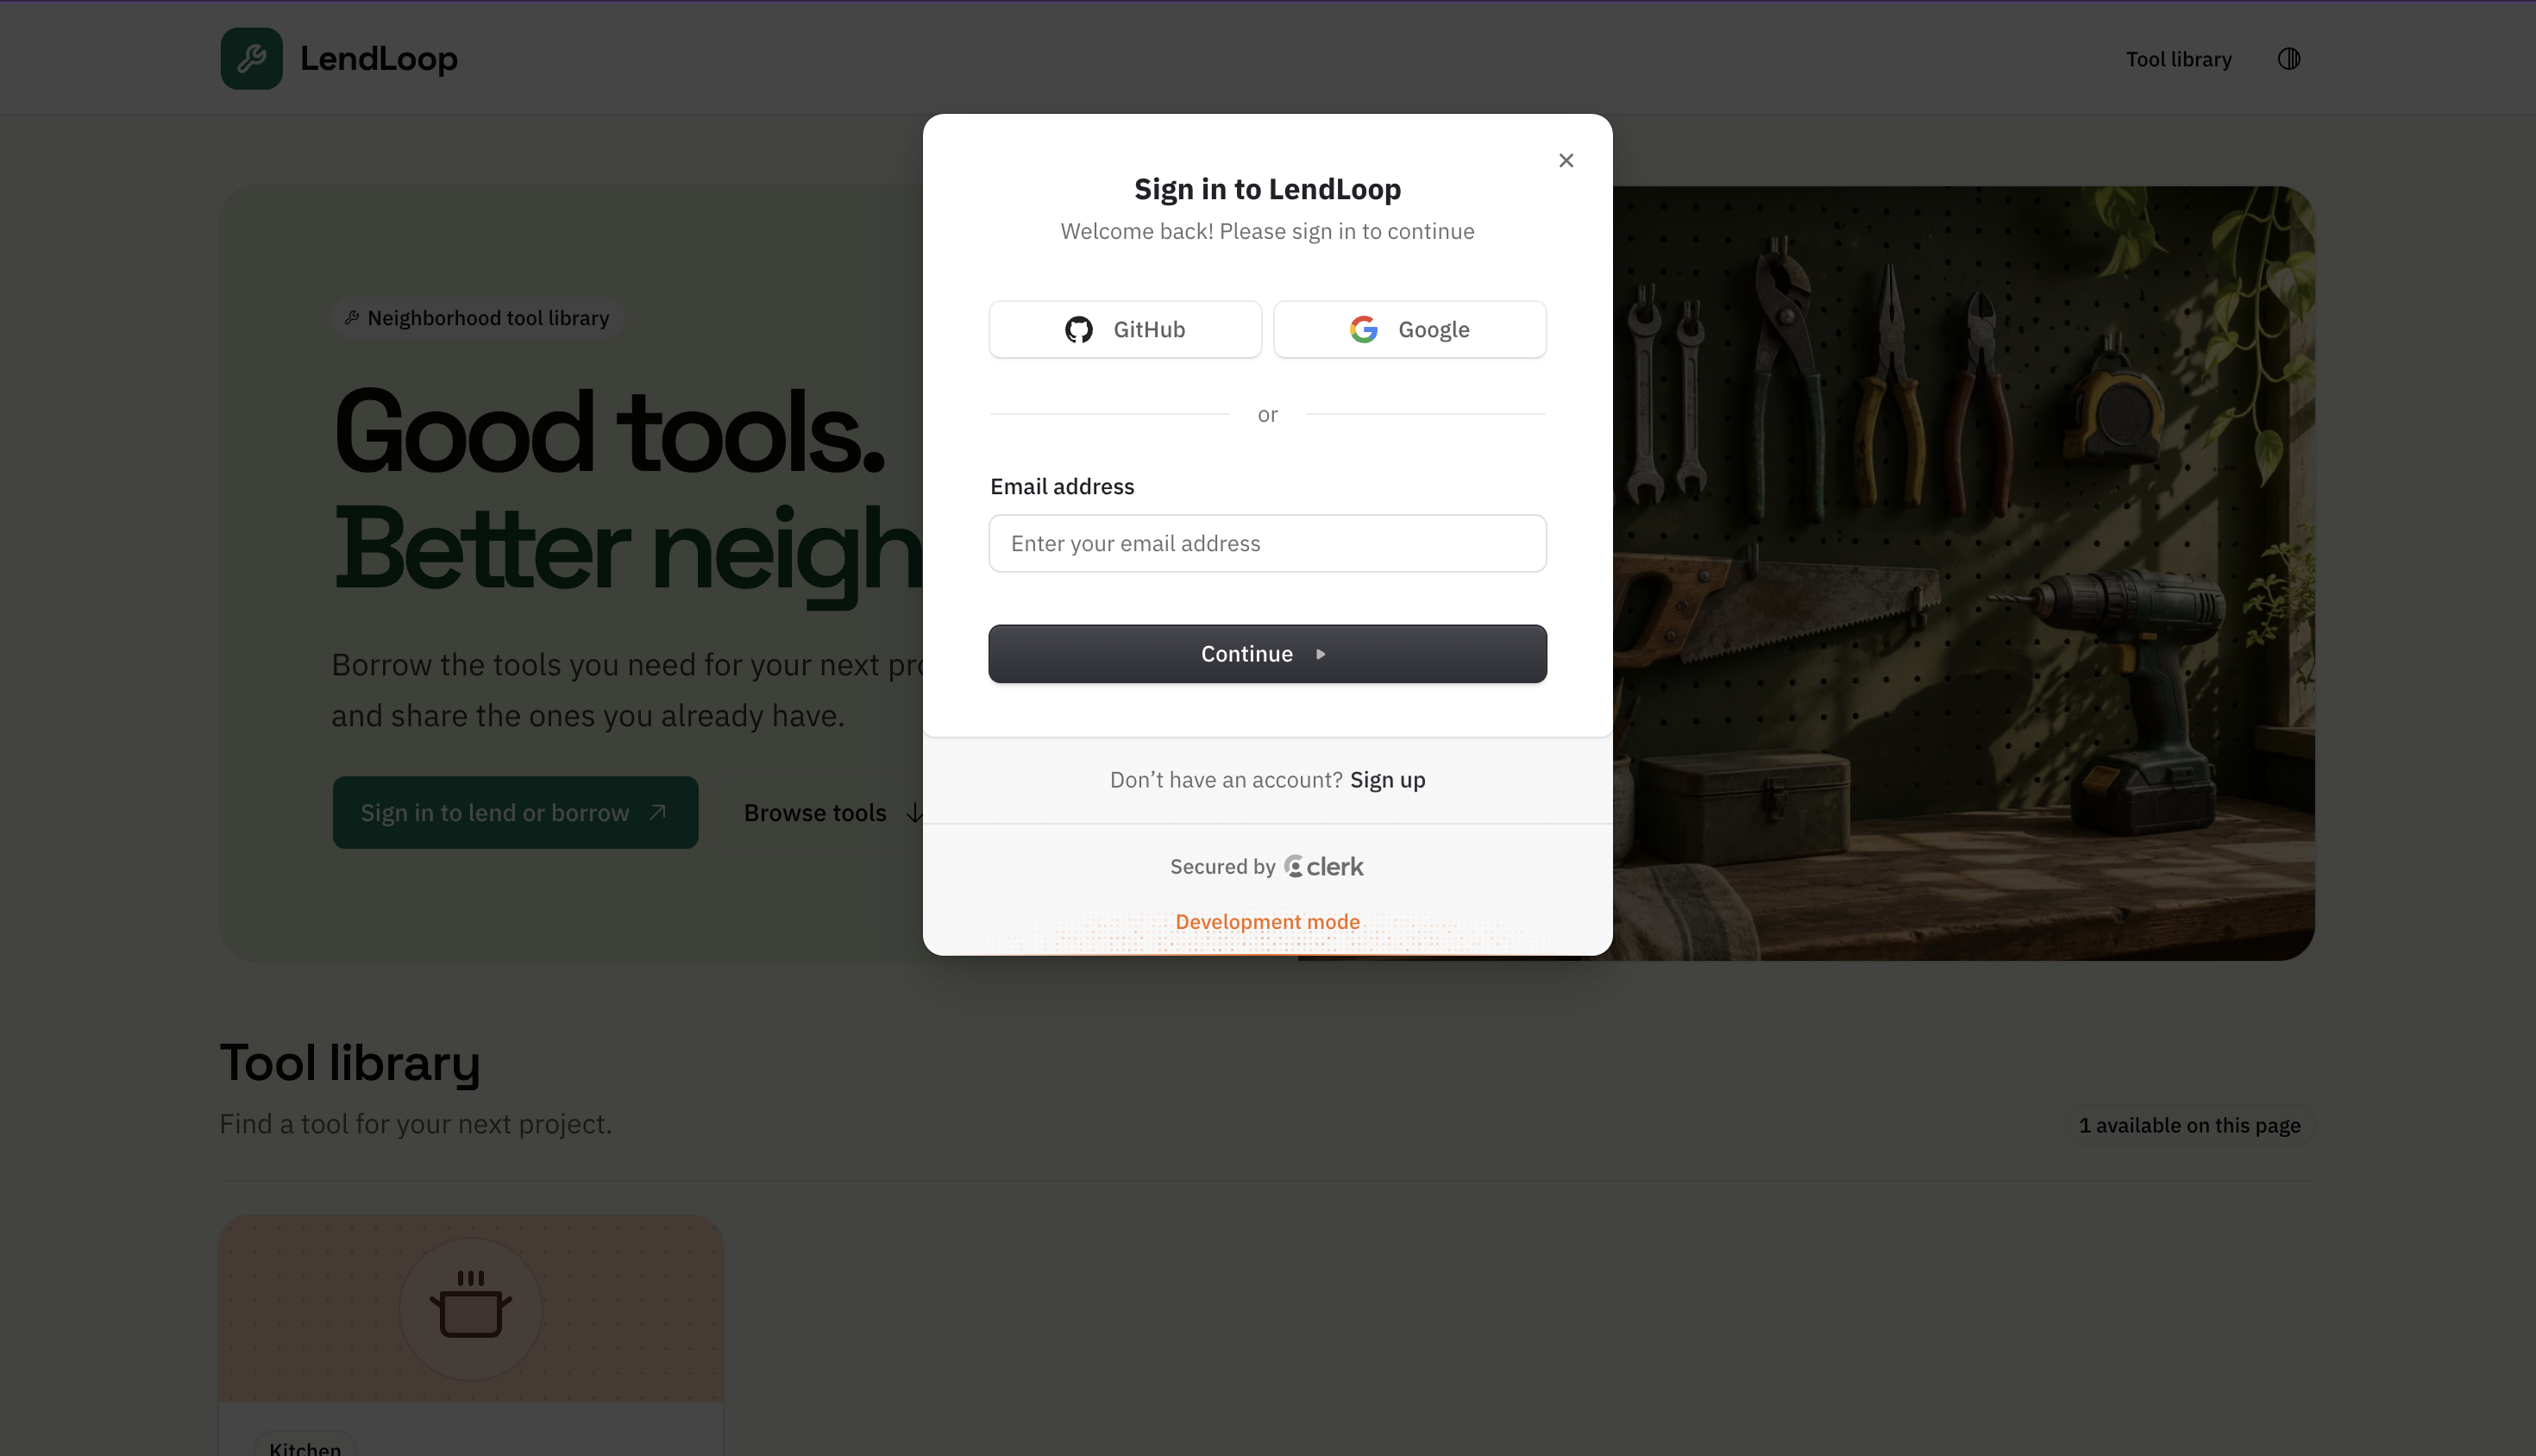 LendLoop
Tool library
Neighborhood tool library
Good tools.
Better neigh
Borrow the tools you need for your next pro
and share the ones you already have.
Sign in to lend or borrow
Browse tools
Sign in to LendLoop
Welcome back! Please sign in to continue
GitHub
Google
or
Email address
Enter your email address
Continue
Don’t have an account? Sign up
Secured by clerk
Development mode
Tool library
Find a tool for your next project.
1 available on this page
Kitchen